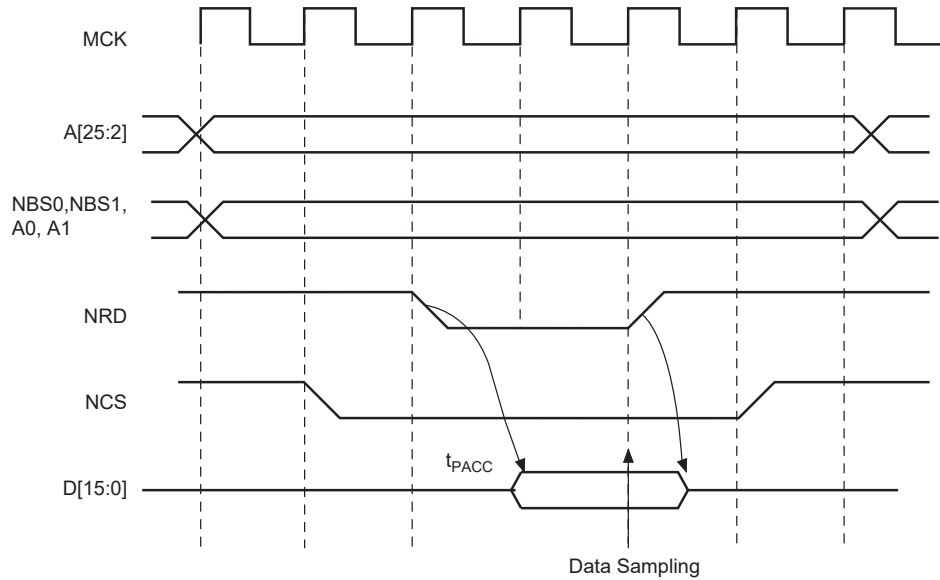 MCK
A[25:2]
NBS0,NBS1,
A0, A1
NRD
NCS
tPACC
D[15:0]
Data Sampling